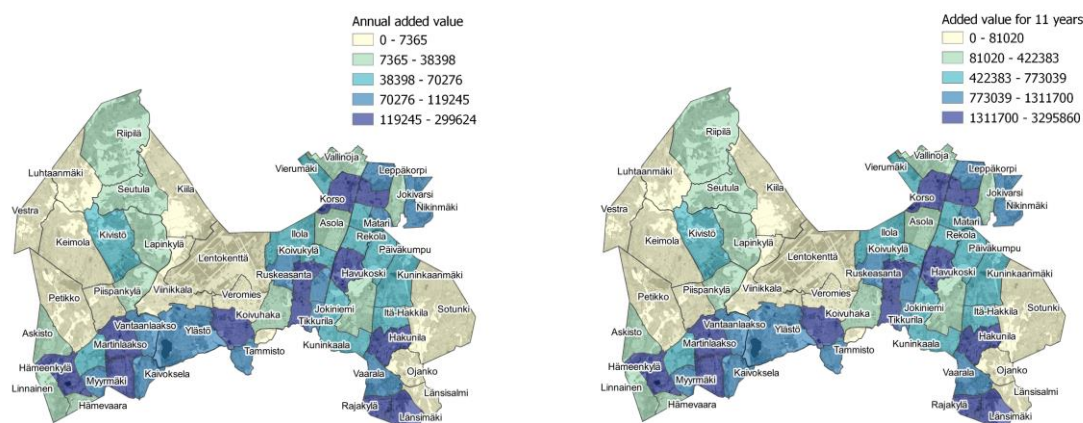 Annual added value
0 - 7365
7365 - 38398
38398 - 70276
70276 - 119245
119245 - 299624
Riipilä
Vallinoja
Vierumäki
Leppäkorpi
Luhtaanmäki
Seutula
Kiila
Korso
Jokivarsi
Nikinmäki
Vestra
Asola
Matari
Keimola
Kivistö
Lapinkylä
Ilola
Rekola
Koivukylä
Päiväkumpu
Lentokenttä
Ruskeasanta
Havukoski
Kuninkaanmäki
Petikko
Piispankylä
Viinikkala
Veromies
Sotunki
Koivuhaka
Jokiniemi
Itä-Hakkila
Askisto
Vantaanlaakso
Ylästö
Tikkurila
Martinlaakso
Kuninkaala
Hakunila
Hämeenkylä
Tammisto
Linnainen
Myyrmäki
Kaivoksela
Vaarala
Ojanko
Hämevaara
Länsisalmi
Rajakylä
Länsimäki
Added value for 11 years
0 - 81020
81020 - 422383
422383 - 773039
773039 - 1311700
1311700 - 3295860
Riipilä
Vallinoja
Vierumäki
Leppäkorpi
Luhtaanmäki
Seutula
Kiila
Korso
Jokivarsi
Nikinmäki
Vestra
Asola
Matari
Keimola
Kivistö
Lapinkylä
Ilola
Rekola
Koivukylä
Päiväkumpu
Lentokenttä
Ruskeasanta
Havukoski
Kuninkaanmäki
Petikko
Piispankylä
Viinikkala
Veromies
Sotunki
Koivuhaka
Jokiniemi
Itä-Hakkila
Askisto
Vantaanlaakso
Ylästö
Tikkurila
Martinlaakso
Kuninkaala
Hakunila
Hämeenkylä
Tammisto
Linnainen
Myyrmäki
Kaivoksela
Vaarala
Ojanko
Hämevaara
Länsisalmi
Rajakylä
Länsimäki